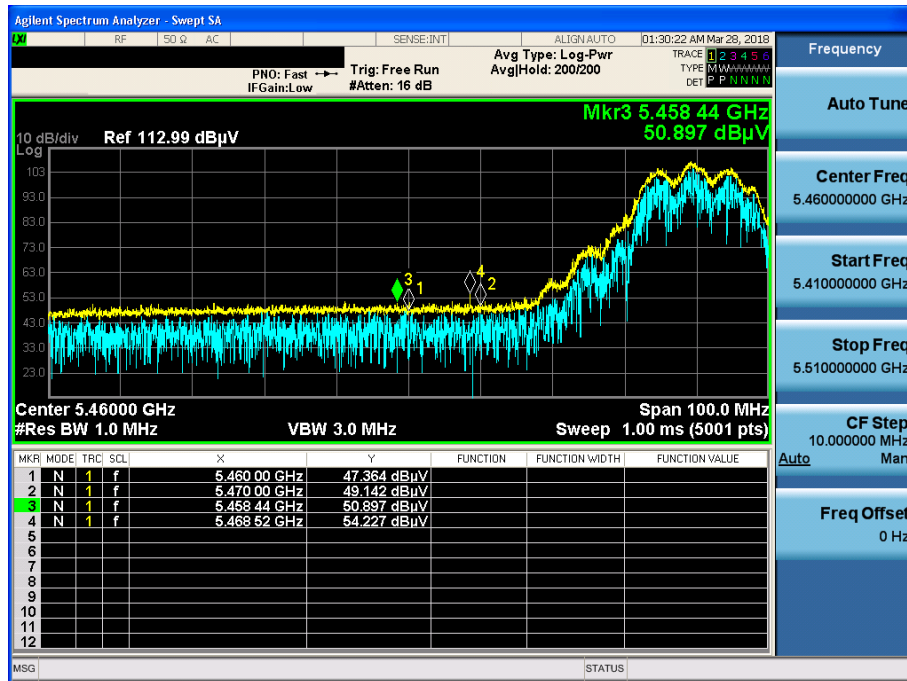 Agilent Spectrum Analyzer - Swept SA
LXI RF 50 Ω AC SENSE:INT ALIGN AUTO 01:30:22 AM Mar 28, 2018
Frequency
PNO: Fast
IFGain:Low
Trig: Free Run
#Atten: 16 dB
Avg Type: Log-Pwr
Avg|Hold: 200/200
TRACE 1 2 3 4 5 6
TYPE MWWWWW
DET P P N N N N
Auto Tune
Mkr3 5.458 44 GHz
50.897 dBµV
10 dB/div Ref 112.99 dBµV
Log
103
93.0
83.0
73.0
63.0
53.0
43.0
33.0
23.0
3 1
4 2
Center 5.46000 GHz Span 100.0 MHz
#Res BW 1.0 MHz VBW 3.0 MHz Sweep 1.00 ms (5001 pts)
Center Freq
5.460000000 GHz
Start Freq
5.410000000 GHz
Stop Freq
5.510000000 GHz
CF Step
10.000000 MHz
Auto Man
Freq Offset
0 Hz
MKR MODE TRC SCL X Y FUNCTION FUNCTION WIDTH FUNCTION VALUE
1 N 1 f 5.460 00 GHz 47.364 dBµV
2 N 1 f 5.470 00 GHz 49.142 dBµV
3 N 1 f 5.458 44 GHz 50.897 dBµV
4 N 1 f 5.468 52 GHz 54.227 dBµV
5
6
7
8
9
10
11
12
MSG STATUS